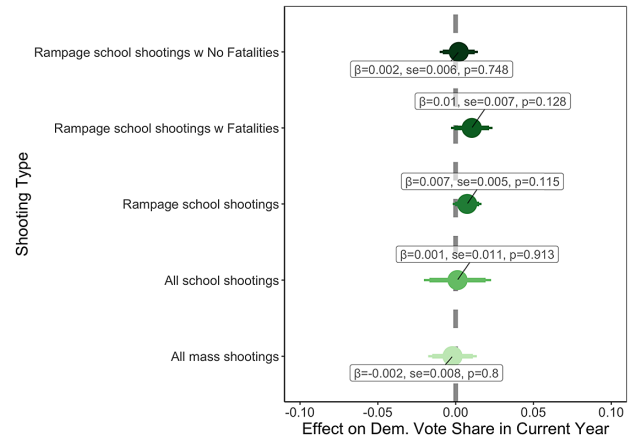 Rampage school shootings w No Fatalities
β=0.002, se=0.006, p=0.748
β=0.01, se=0.007, p=0.128
Rampage school shootings w Fatalities
β=0.007, se=0.005, p=0.115
Rampage school shootings
Shooting Type
β=0.001, se=0.011, p=0.913
All school shootings
All mass shootings
β=-0.002, se=0.008, p=0.8
-0.10 -0.05 0.00 0.05 0.10
Effect on Dem. Vote Share in Current Year